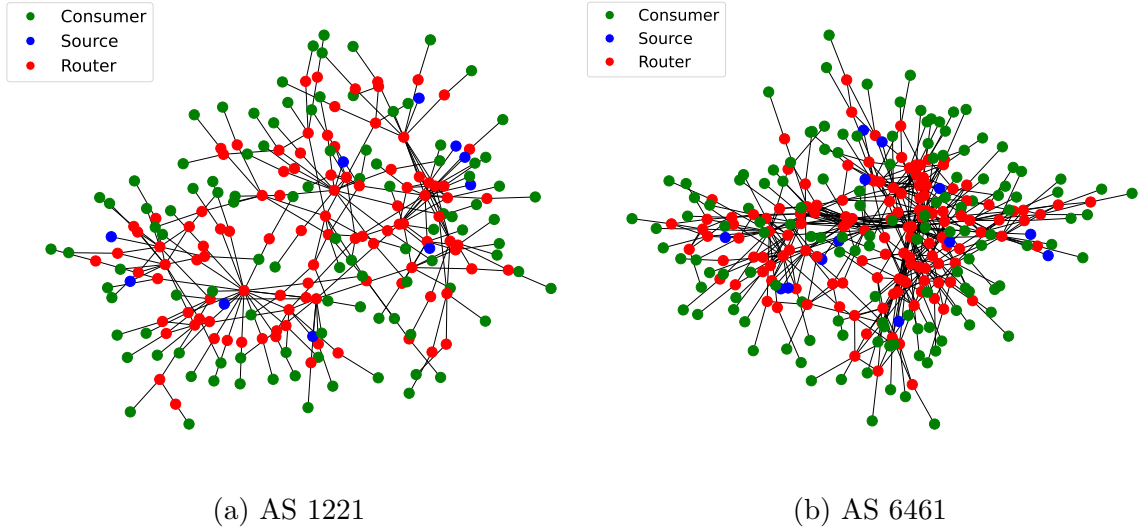 Consumer
Source
Router
Consumer
Source
Router
(a) AS 1221
(b) AS 6461